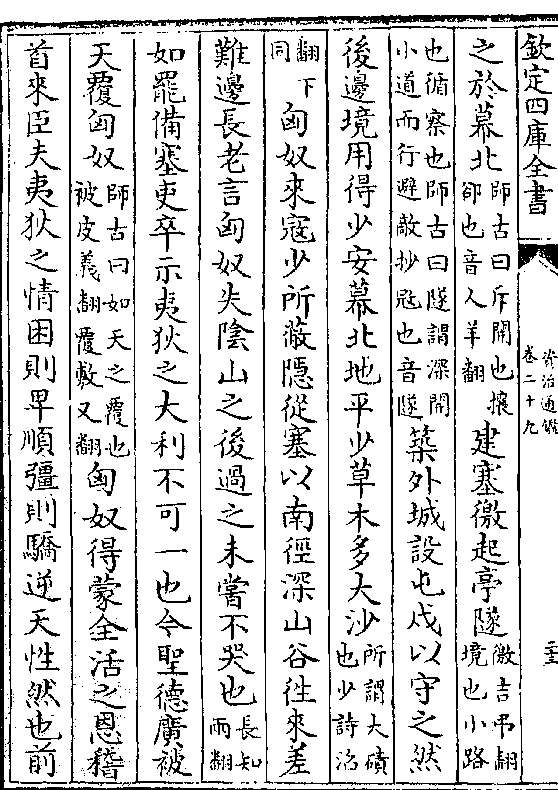 欽定四庫全書
資治通鑑
卷二十九
二十五
之於幕北師古曰斥開也攘郤也音人羊翻建塞徼起亭隧徼吉弔翻境也小路
也循察也師古曰隧謂深開小道而行避敵抄冦也音隧築外城設屯戍以守之然
後邊境用得少安幕北地平少草木多大沙所謂大磧也少詩沼
翻下同匈奴來寇少所蔽隱從塞以南徑深山谷徃來差
難邊長老言匈奴失陰山之後過之未嘗不哭也長知兩翻
如罷備塞吏卒示夷狄之大利不可一也今聖德廣被
天覆匈奴師古曰如天之覆也被皮義翻覆敷又翻匈奴得蒙全活之恩稽
首來臣夫夷狄之情困則卑順彊則驕逆天性然也前